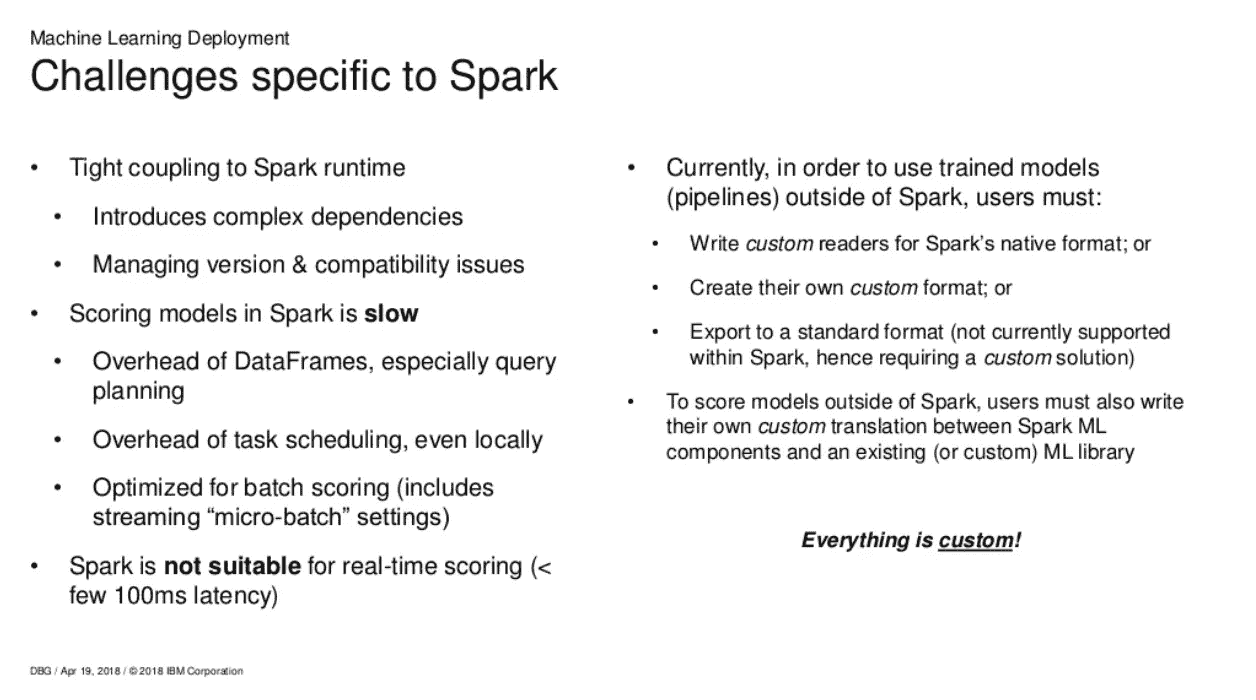 Machine Learning Deployment
Challenges specific to Spark
• Tight coupling to Spark runtime
• Introduces complex dependencies
• Managing version & compatibility issues
• Scoring models in Spark is slow
• Overhead of DataFrames, especially query
planning
• Overhead of task scheduling, even locally
• Optimized for batch scoring (includes
streaming “micro-batch” settings)
• Spark is not suitable for real-time scoring (<
few 100ms latency)
• Currently, in order to use trained models
(pipelines) outside of Spark, users must:
• Write custom readers for Spark’s native format; or
• Create their own custom format; or
• Export to a standard format (not currently supported
within Spark, hence requiring a custom solution)
• To score models outside of Spark, users must also write
their own custom translation between Spark ML
components and an existing (or custom) ML library
Everything is custom!
DBG / Apr 19, 2018 / © 2018 IBM Corporation